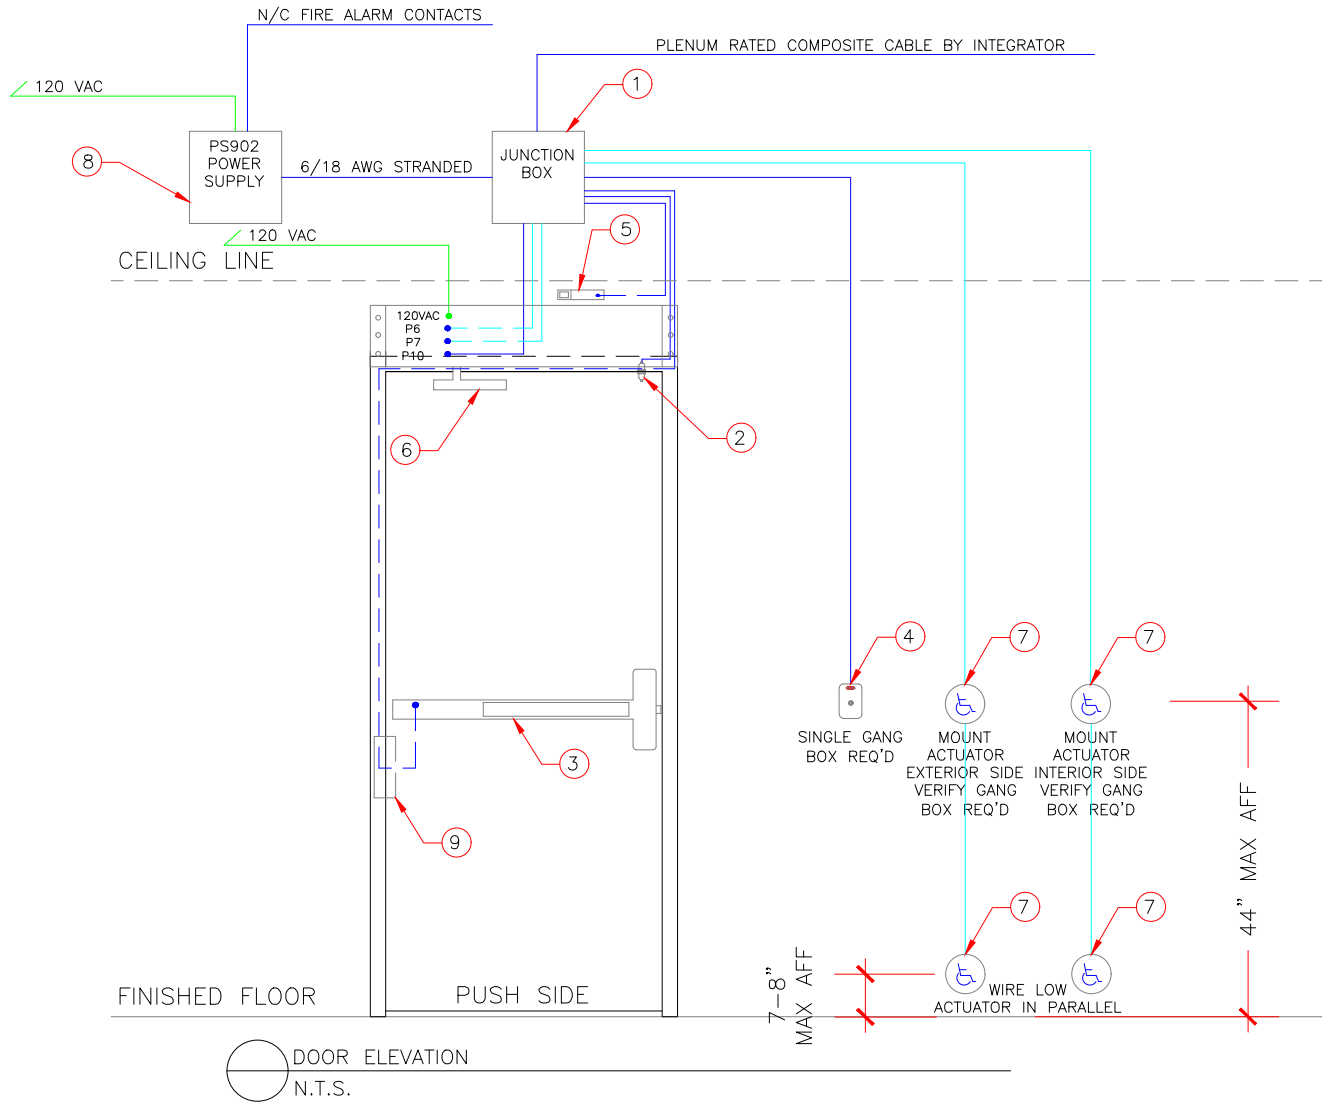 N/C FIRE ALARM CONTACTS
PLENUM RATED COMPOSITE CABLE BY INTEGRATOR
120 VAC
1
PS902
POWER
SUPPLY
8
6/18 AWG STRANDED
JUNCTION
BOX
120 VAC
5
CEILING LINE
120VAC
P6
P7
P10
6
2
4
7
7
SINGLE GANG
BOX REQ'D
MOUNT
ACTUATOR
EXTERIOR SIDE
VERIFY GANG
BOX REQ'D
MOUNT
ACTUATOR
INTERIOR SIDE
VERIFY GANG
BOX REQ'D
3
9
44" MAX AFF
7
7
7-8"
MAX AFF
WIRE LOW
ACTUATOR IN PARALLEL
FINISHED FLOOR
PUSH SIDE
DOOR ELEVATION
N.T.S.